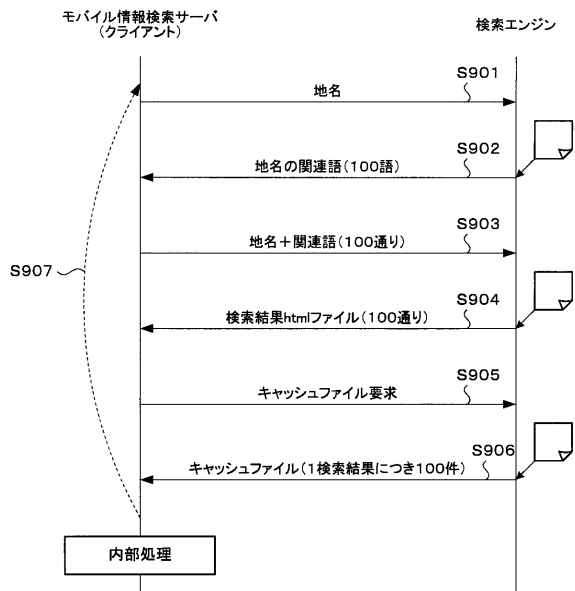 モバイル情報検索サーバ
(クライアント)
検索エンジン
S901
地名
S902
地名の関連語(100語)
S903
地名+関連語(100通り)
S907
S904
検索結果htmlファイル(100通り)
S905
キャッシュファイル要求
S906
キャッシュファイル(1検索結果につき100件)
内部処理